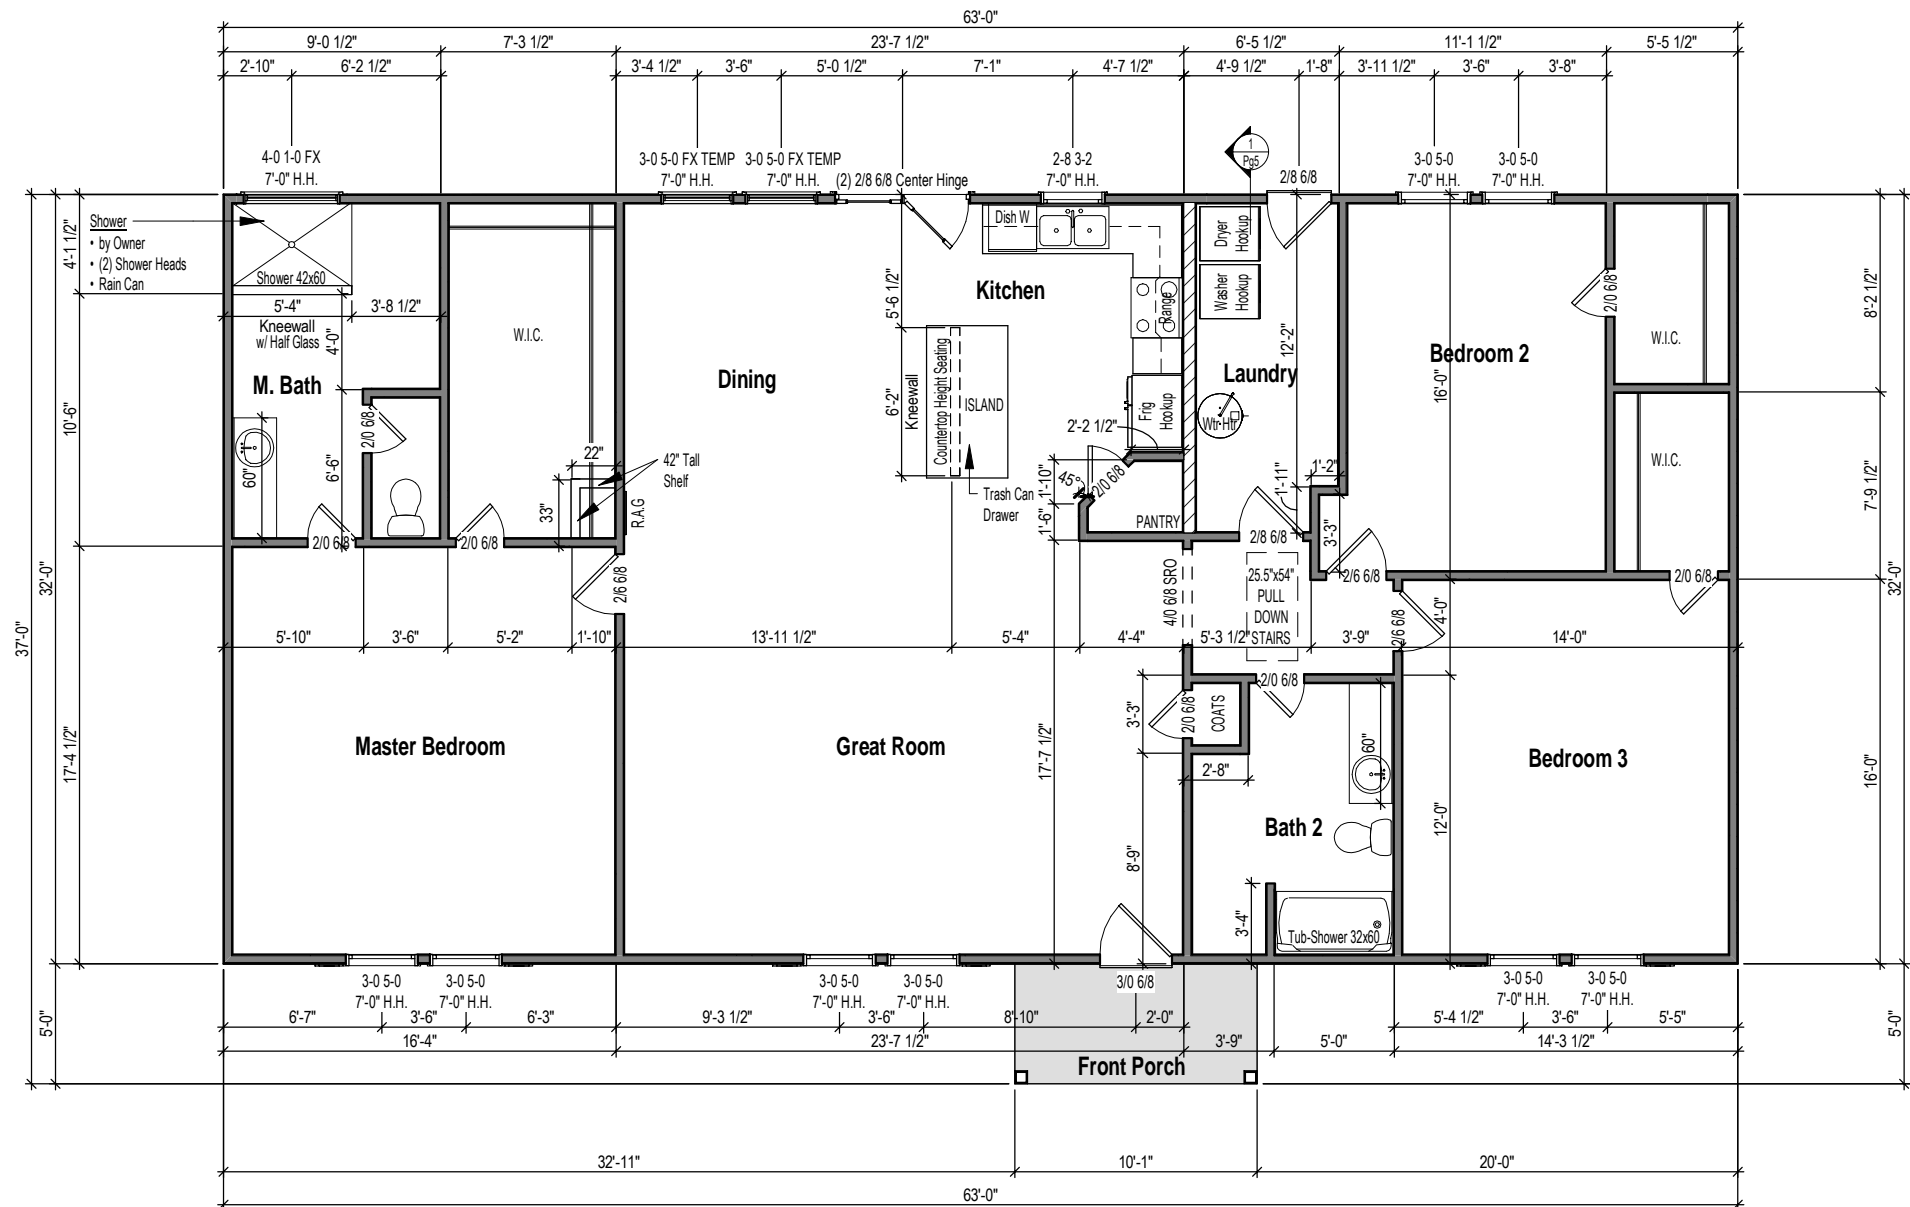 63'-0"
9'-0 1/2"
7'-3 1/2"
23'-7 1/2"
6'-5 1/2"
11'-1 1/2"
5'-5 1/2"
2'-10"
6'-2 1/2"
3'-4 1/2"
3'-6"
5'-0 1/2"
7'-1"
4'-7 1/2"
4'-9 1/2"
1'-8"
3'-11 1/2"
3'-6"
3'-8"
1
Pg5
4-0 1-0 FX
7'-0" H.H.
3-0 5-0 FX TEMP
7'-0" H.H.
3-0 5-0 FX TEMP
7'-0" H.H.
(2) 2/8 6/8 Center Hinge
2-8 3-2
7'-0" H.H.
2/8 6/8
3-0 5-0
7'-0" H.H.
3-0 5-0
7'-0" H.H.
Shower
• by Owner
• (2) Shower Heads
• Rain Can
4'-1 1/2"
Shower 42x60
5'-4"
3'-8 1/2"
Kneewall
w/ Half Glass
4'-0"
M. Bath
10'-6"
60"
6'-6"
2/0 6/8
2/0 6/8
W.I.C.
22"
33"
42" Tall
Shelf
R.A.G
2/0 6/8
Dining
Kitchen
Dish W
5'-6 1/2"
6'-2"
Kneewall
Countertop Height Seating
ISLAND
Trash Can
Drawer
Range
Frig
Hookup
2'-2 1/2"
45°
2/0 6/8
1'-10"
1'-6"
PANTRY
Dryer
Hookup
Washer
Hookup
12'-2"
Laundry
Wtr Htr
1'-2"
1'-11"
3'-3"
2/8 6/8
2/6 6/8
Bedroom 2
16'-0"
2/0 6/8
W.I.C.
W.I.C.
2/0 6/8
8'-2 1/2"
7'-9 1/2"
32'-0"
37'-0"
32'-0"
17'-4 1/2"
2/6 6/8
4/0 6/8 SRO
25.5"x54"
PULL
DOWN
STAIRS
2/6 6/8
4'-0"
5'-10"
3'-6"
5'-2"
1'-10"
13'-11 1/2"
5'-4"
4'-4"
5'-3 1/2"
3'-9"
14'-0"
Master Bedroom
Great Room
17'-7 1/2"
3'-3"
2/0 6/8
COATS
2/0 6/8
2'-8"
60"
Bath 2
8'-9"
3'-4"
Tub-Shower 32x60
Bedroom 3
12'-0"
16'-0"
3-0 5-0
7'-0" H.H.
3-0 5-0
7'-0" H.H.
3-0 5-0
7'-0" H.H.
3-0 5-0
7'-0" H.H.
3/0 6/8
3-0 5-0
7'-0" H.H.
3-0 5-0
7'-0" H.H.
5'-0"
6'-7"
3'-6"
6'-3"
9'-3 1/2"
3'-6"
8'-10"
2'-0"
5'-4 1/2"
3'-6"
5'-5"
5'-0"
16'-4"
23'-7 1/2"
3'-9"
5'-0"
14'-3 1/2"
Front Porch
32'-11"
10'-1"
20'-0"
63'-0"